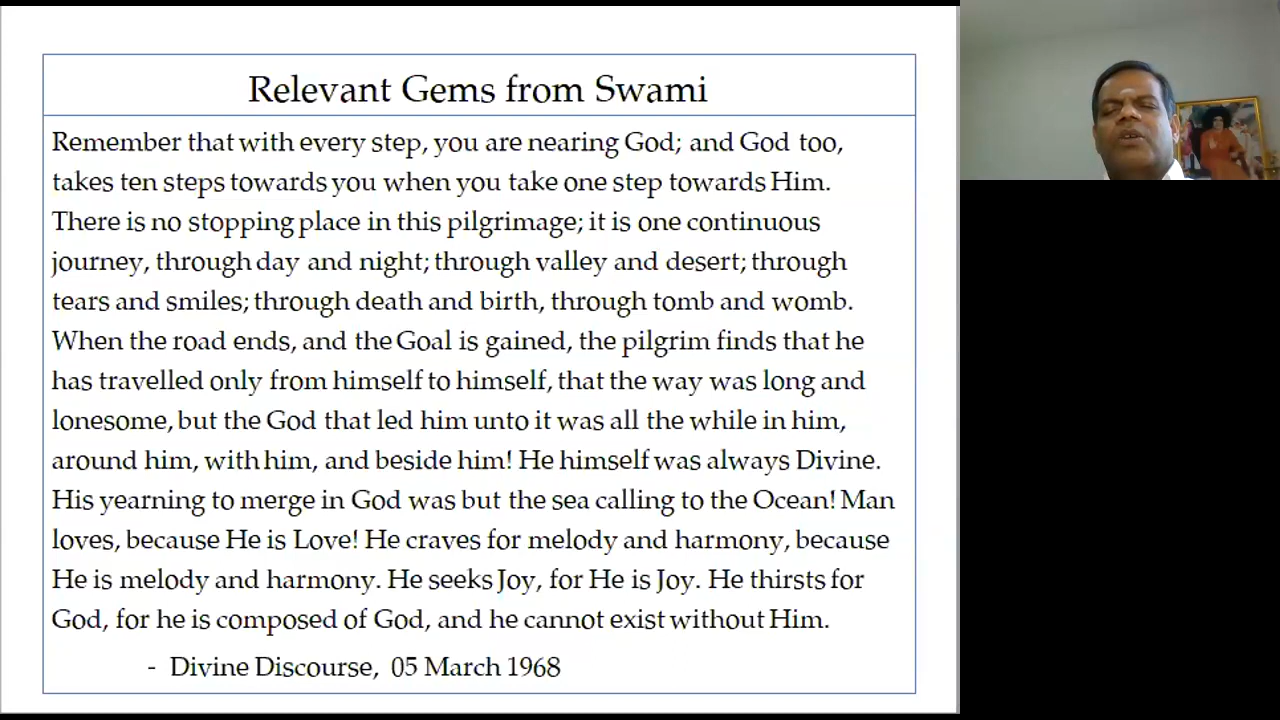 Relevant Gems from Swami
Remember that with every step, you are nearing God; and God too,
takes ten steps towards you when you take one step towards Him.
There is no stopping place in this pilgrimage; it is one continuous
journey, through day and night; through valley and desert; through
tears and smiles; through death and birth, through tomb and womb.
When the road ends, and the Goal is gained, the pilgrim finds that he
has travelled only from himself to himself, that the way was long and
lonesome, but the God that led him unto it was all the while in him,
around him, with him, and beside him! He himself was always Divine.
His yearning to merge in God was but the sea calling to the Ocean! Man
loves, because He is Love! He craves for melody and harmony, because
He is melody and harmony. He seeks Joy, for He is Joy. He thirsts for
God, for he is composed of God, and he cannot exist without Him.
- Divine Discourse, 05 March 1968